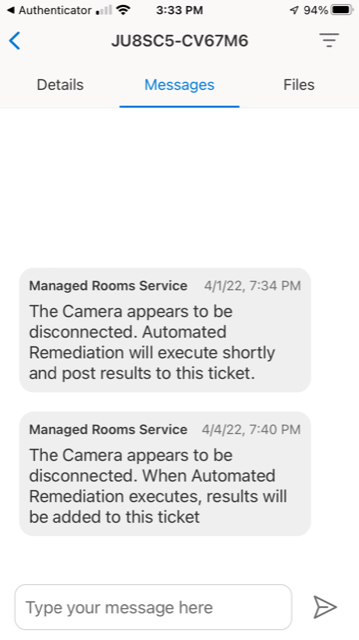 Authenticator 3:33 PM 94%
JU8SC5-CV67M6
Details Messages Files
Managed Rooms Service 4/1/22, 7:34 PM
The Camera appears to be
disconnected. Automated
Remediation will execute shortly
and post results to this ticket.
Managed Rooms Service 4/4/22, 7:40 PM
The Camera appears to be
disconnected. When Automated
Remediation executes, results will
be added to this ticket
Type your message here